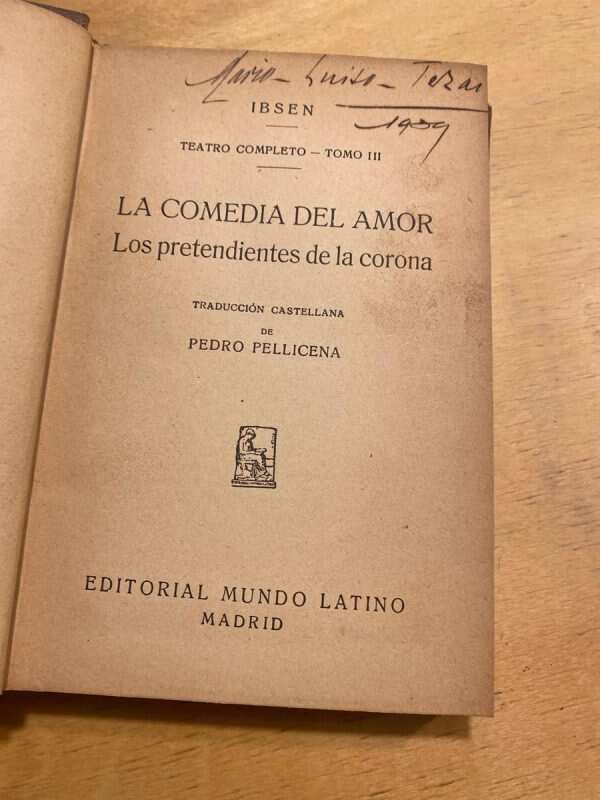 Maria-Luisa-Tezar
1939
IBSEN
TEATRO COMPLETO — TOMO III
LA COMEDIA DEL AMOR
Los pretendientes de la corona
TRADUCCIÓN CASTELLANA
DE
PEDRO PELLICENA
EDITORIAL MUNDO LATINO
MADRID